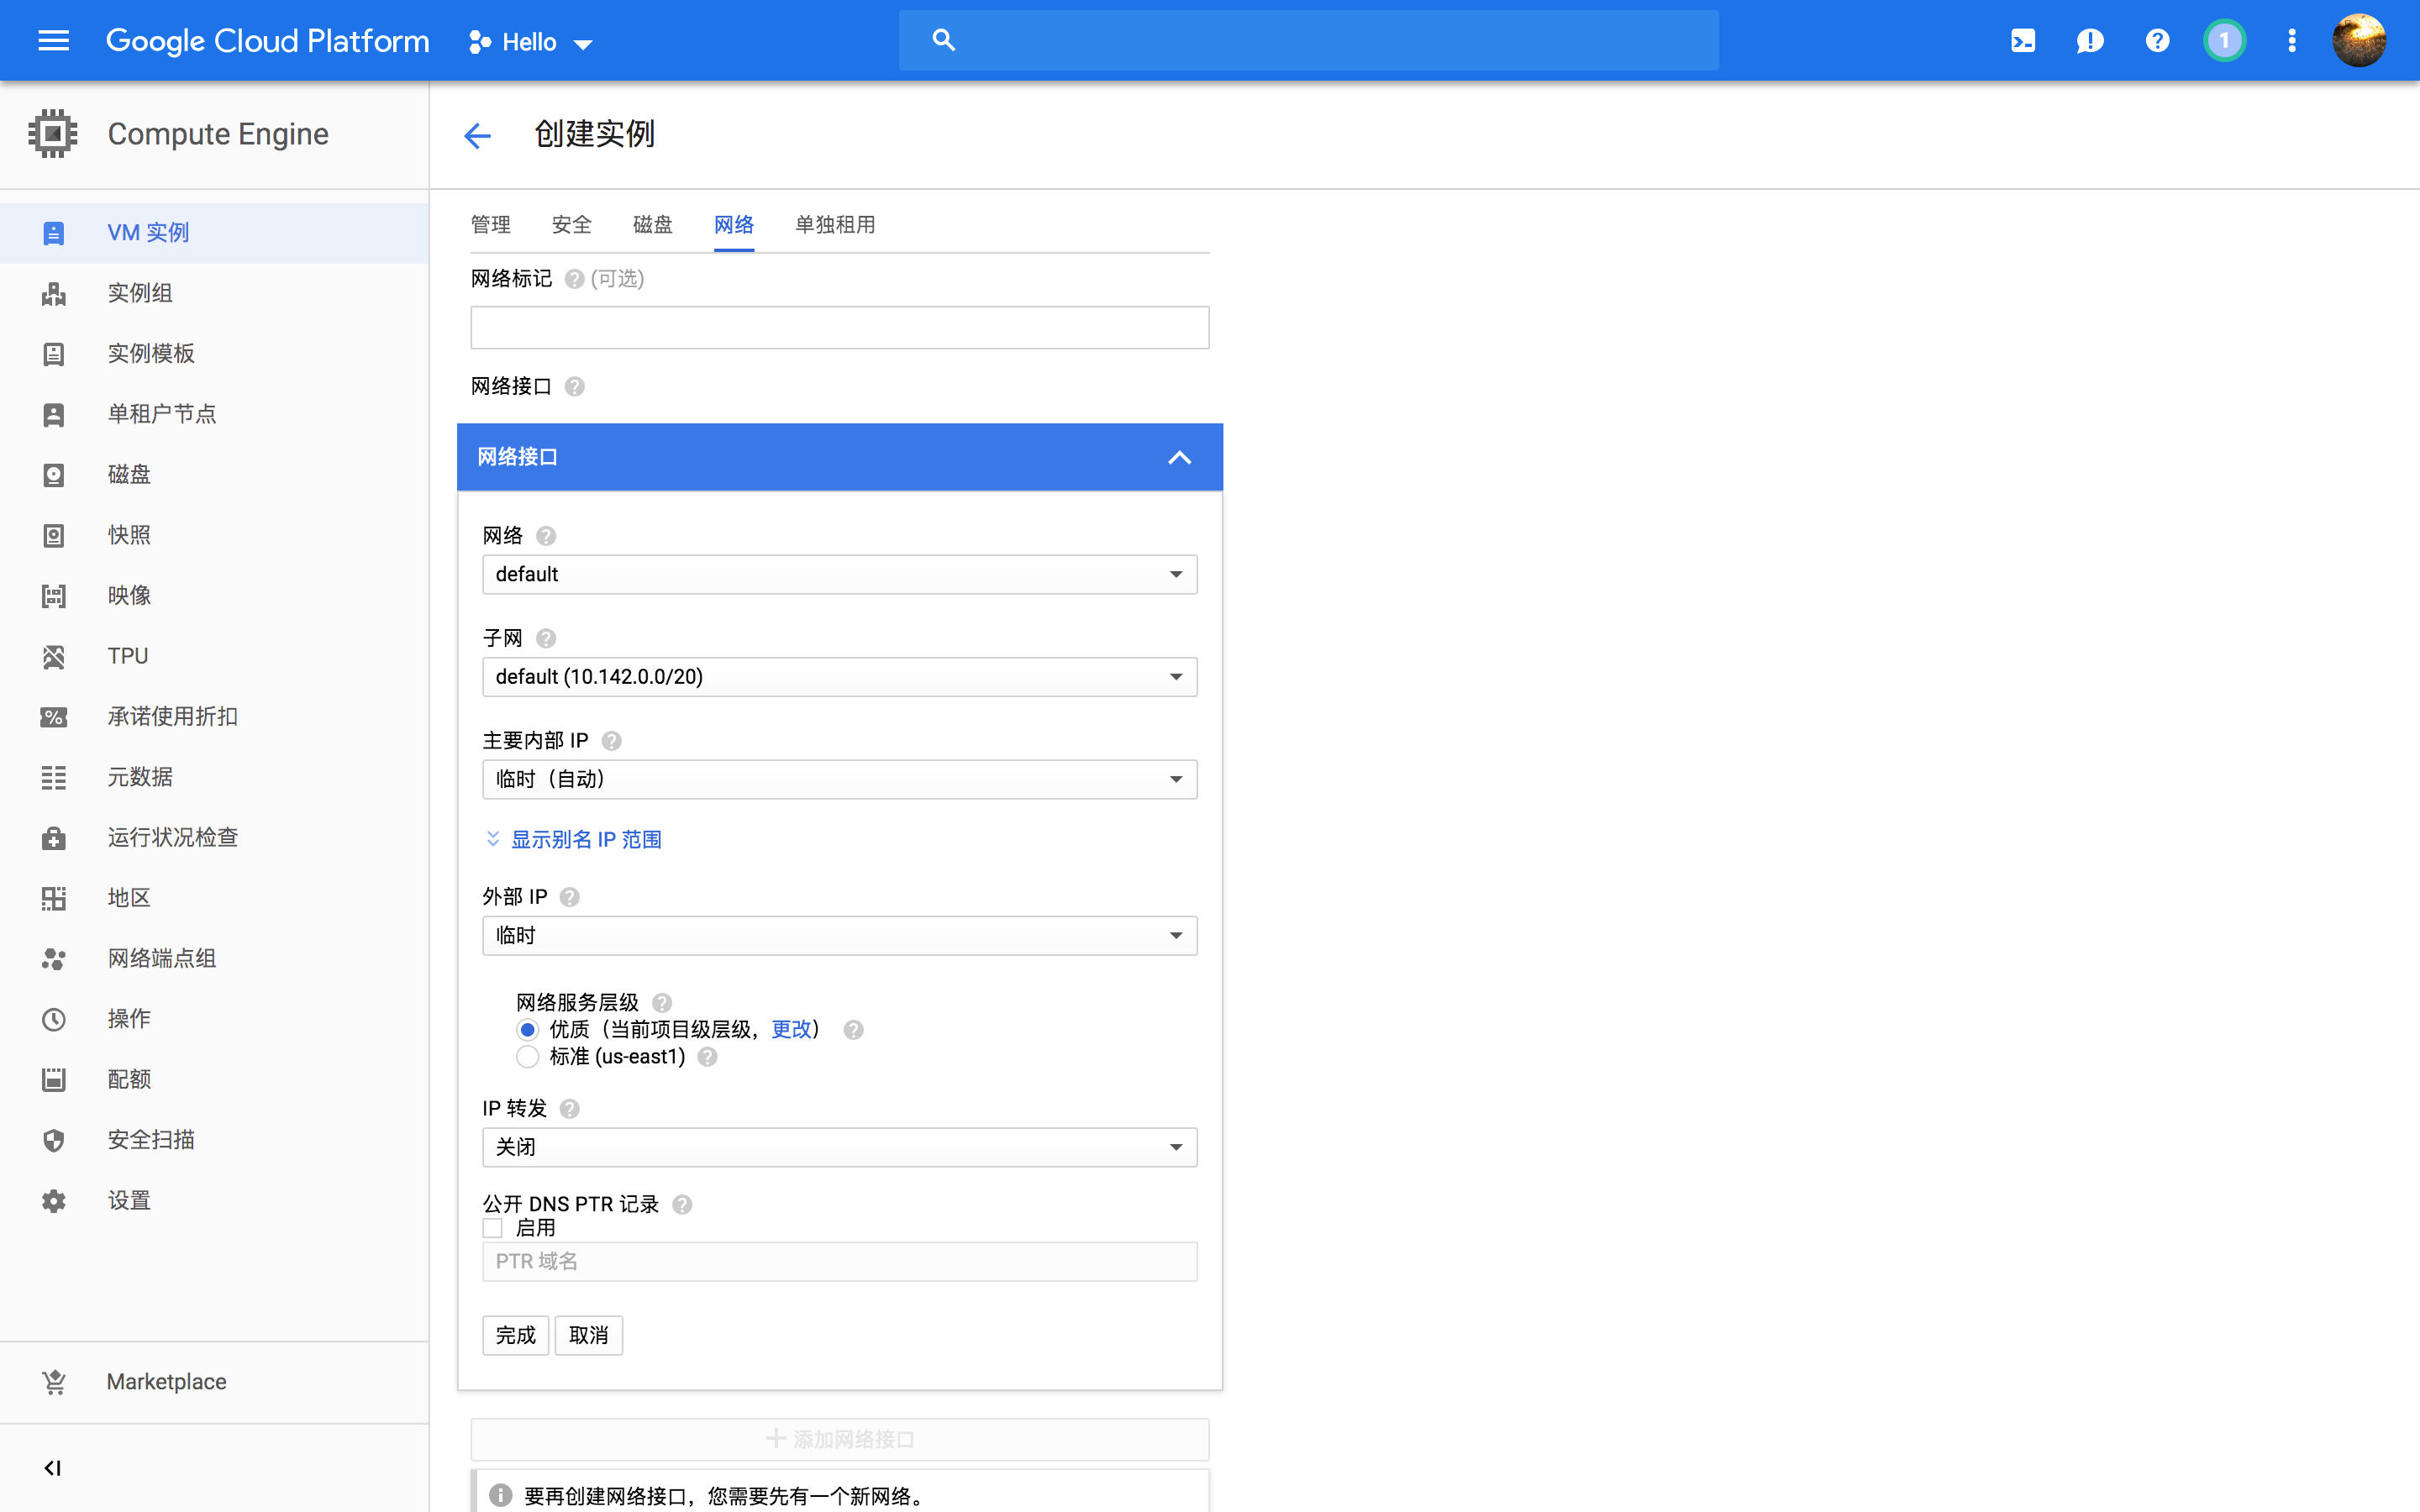 Google Cloud Platform
Hello
1
Compute Engine
创建实例
VM 实例
实例组
实例模板
单租户节点
磁盘
快照
映像
TPU
承诺使用折扣
元数据
运行状况检查
地区
网络端点组
操作
配额
安全扫描
设置
Marketplace
管理 安全 磁盘 网络 单独租用
网络标记 (可选)
网络接口
网络接口
网络
default
子网
default (10.142.0.0/20)
主要内部 IP
临时（自动）
显示别名 IP 范围
外部 IP
临时
网络服务层级
优质（当前项目级层级，更改）
标准 (us-east1)
IP 转发
关闭
公开 DNS PTR 记录
启用
PTR 域名
完成 取消
添加网络接口
要再创建网络接口，您需要先有一个新网络。